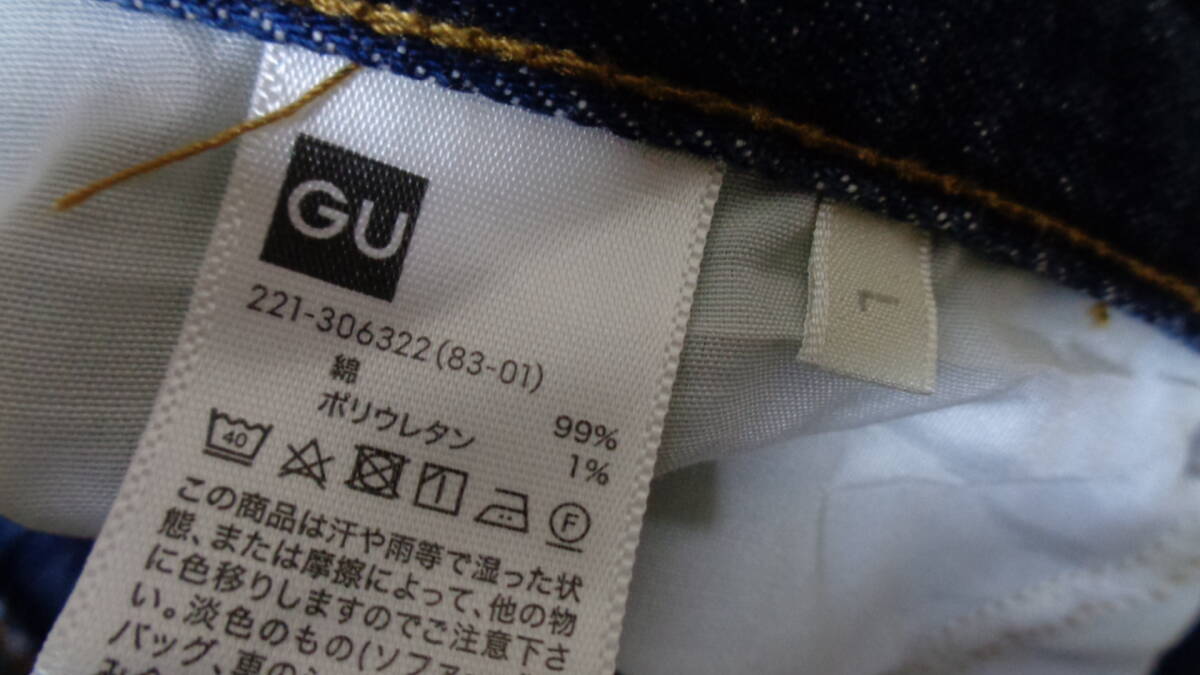 GU
221-306322(83-01)
綿 99%
ポリウレタン 1%
40
F
この商品は汗や雨等で湿った状
態、または摩擦によって、他の物
に色移りしますのでご注意下さ
い。淡色のもの(ソファ
バッグ、車の
L